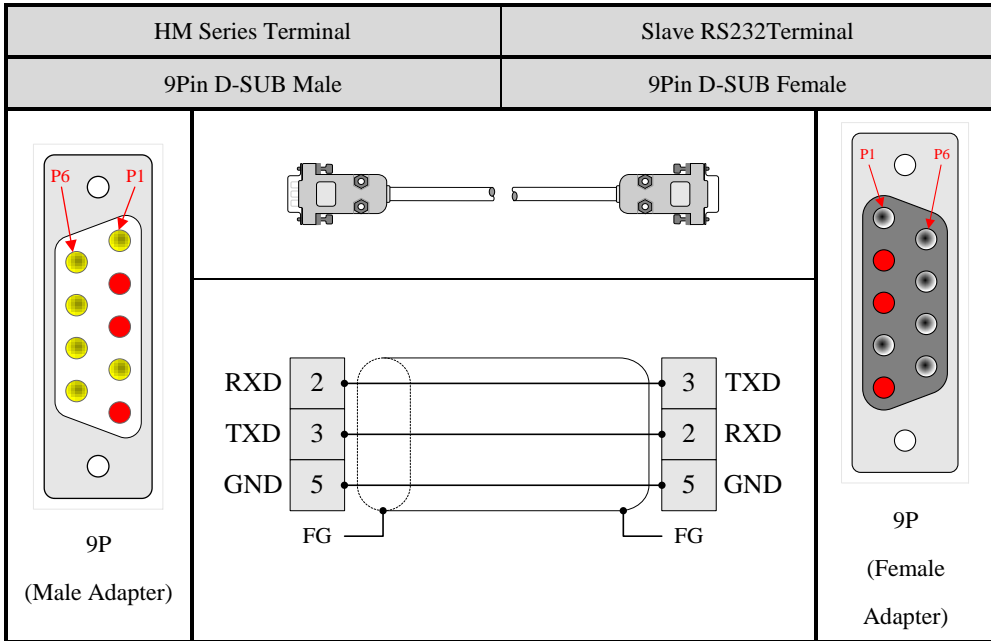 HM Series Terminal
Slave RS232Terminal
9Pin D-SUB Male
9Pin D-SUB Female
P6 P1
9P
(Male Adapter)
RXD 2 3 TXD
TXD 3 2 RXD
GND 5 5 GND
FG FG
P1 P6
9P
(Female
Adapter)